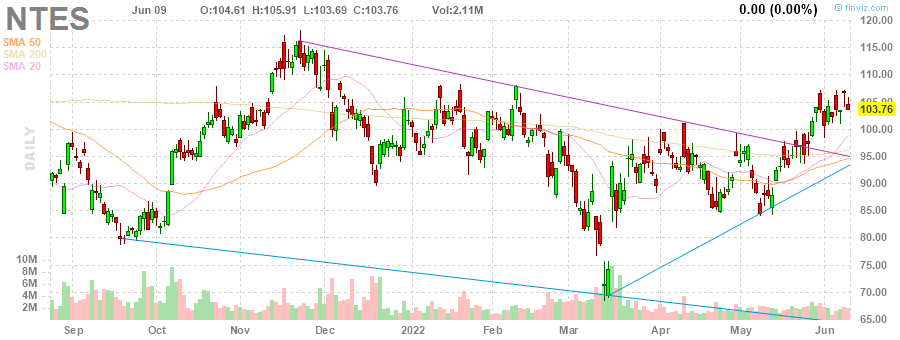 NTES Jun 09 O:104.61 H:105.91 L:103.69 C:103.76 Vol:2.11M 0.00 (0.00%) © finviz.com
SMA 50
SMA 200
SMA 20
DAILY
120.00
115.00
110.00
105.00
103.76
100.00
95.00
90.00
85.00
80.00
75.00
70.00
65.00
10M
8M
6M
4M
2M
Sep Oct Nov Dec 2022 Feb Mar Apr May Jun